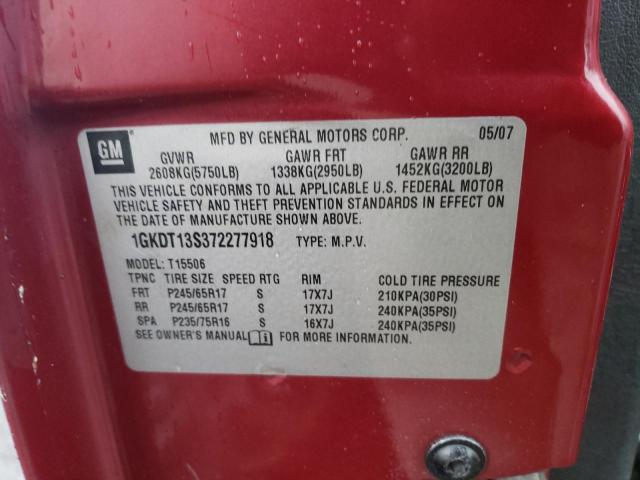 GM
MFD BY GENERAL MOTORS CORP. 05/07
GVWR GAWR FRT GAWR RR
2608KG(5750LB) 1338KG(2950LB) 1452KG(3200LB)
THIS VEHICLE CONFORMS TO ALL APPLICABLE U.S. FEDERAL MOTOR
VEHICLE SAFETY AND THEFT PREVENTION STANDARDS IN EFFECT ON
THE DATE OF MANUFACTURE SHOWN ABOVE.
1GKDT13S372277918 TYPE: M.P.V.
MODEL: T15506
TPNC TIRE SIZE SPEED RTG RIM COLD TIRE PRESSURE
FRT P245/65R17 S 17X7J 210KPA(30PSI)
RR P245/65R17 S 17X7J 240KPA(35PSI)
SPA P235/75R16 S 16X7J 240KPA(35PSI)
SEE OWNER'S MANUAL FOR MORE INFORMATION.